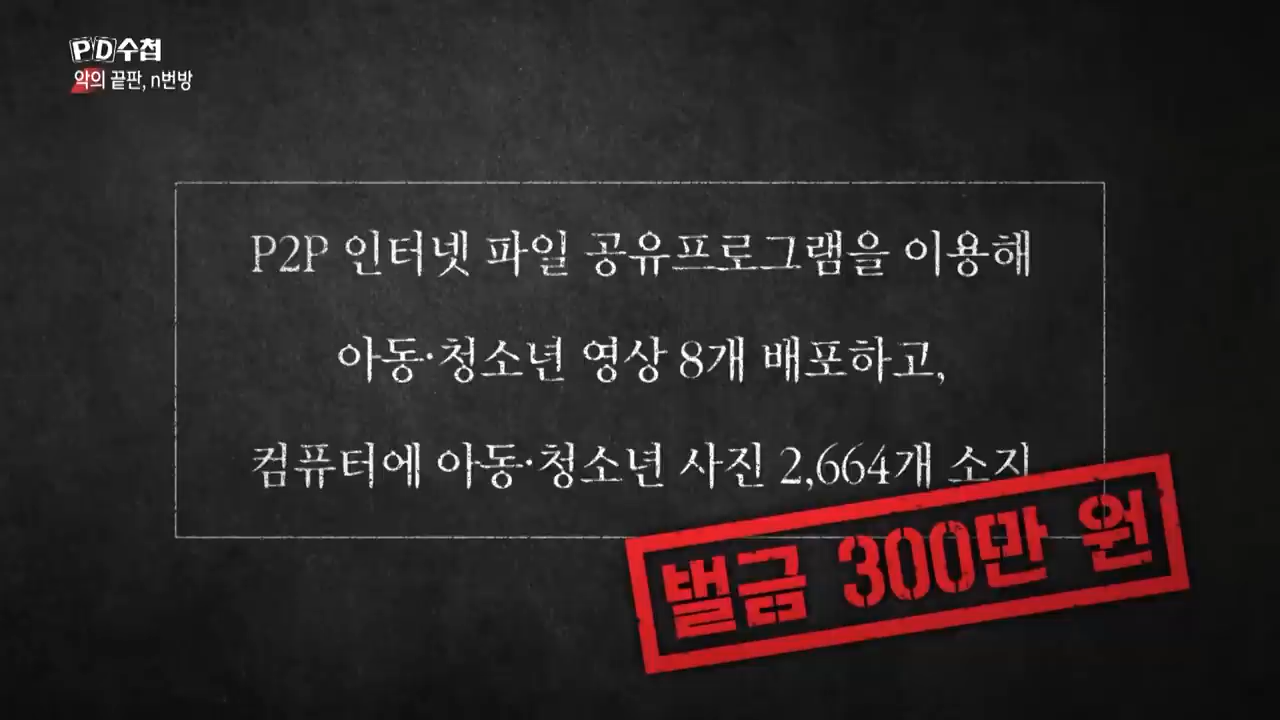 PD수첩
악의 끝판, n번방
P2P 인터넷 파일 공유프로그램을 이용해
아동·청소년 영상 8개 배포하고,
컴퓨터에 아동·청소년 사진 2,664개 소지
벌금 300만 원